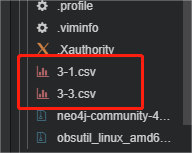 .profile
.viminfo
.Xauthority
3-1.csv
3-3.csv
neo4j-community-4...
obsutil_linux_amd6...